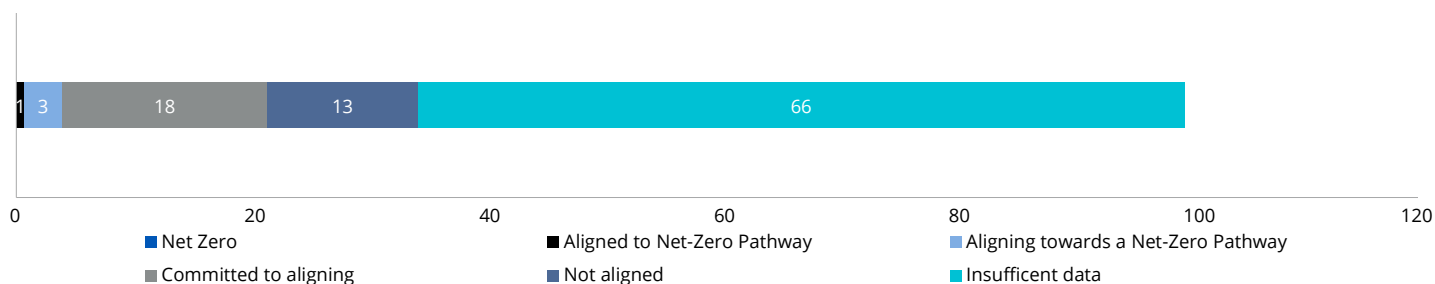 1 3 18 13 66
0 20 40 60 80 100 120
Net Zero Aligned to Net-Zero Pathway Aligning towards a Net-Zero Pathway
Committed to aligning Not aligned Insufficent data